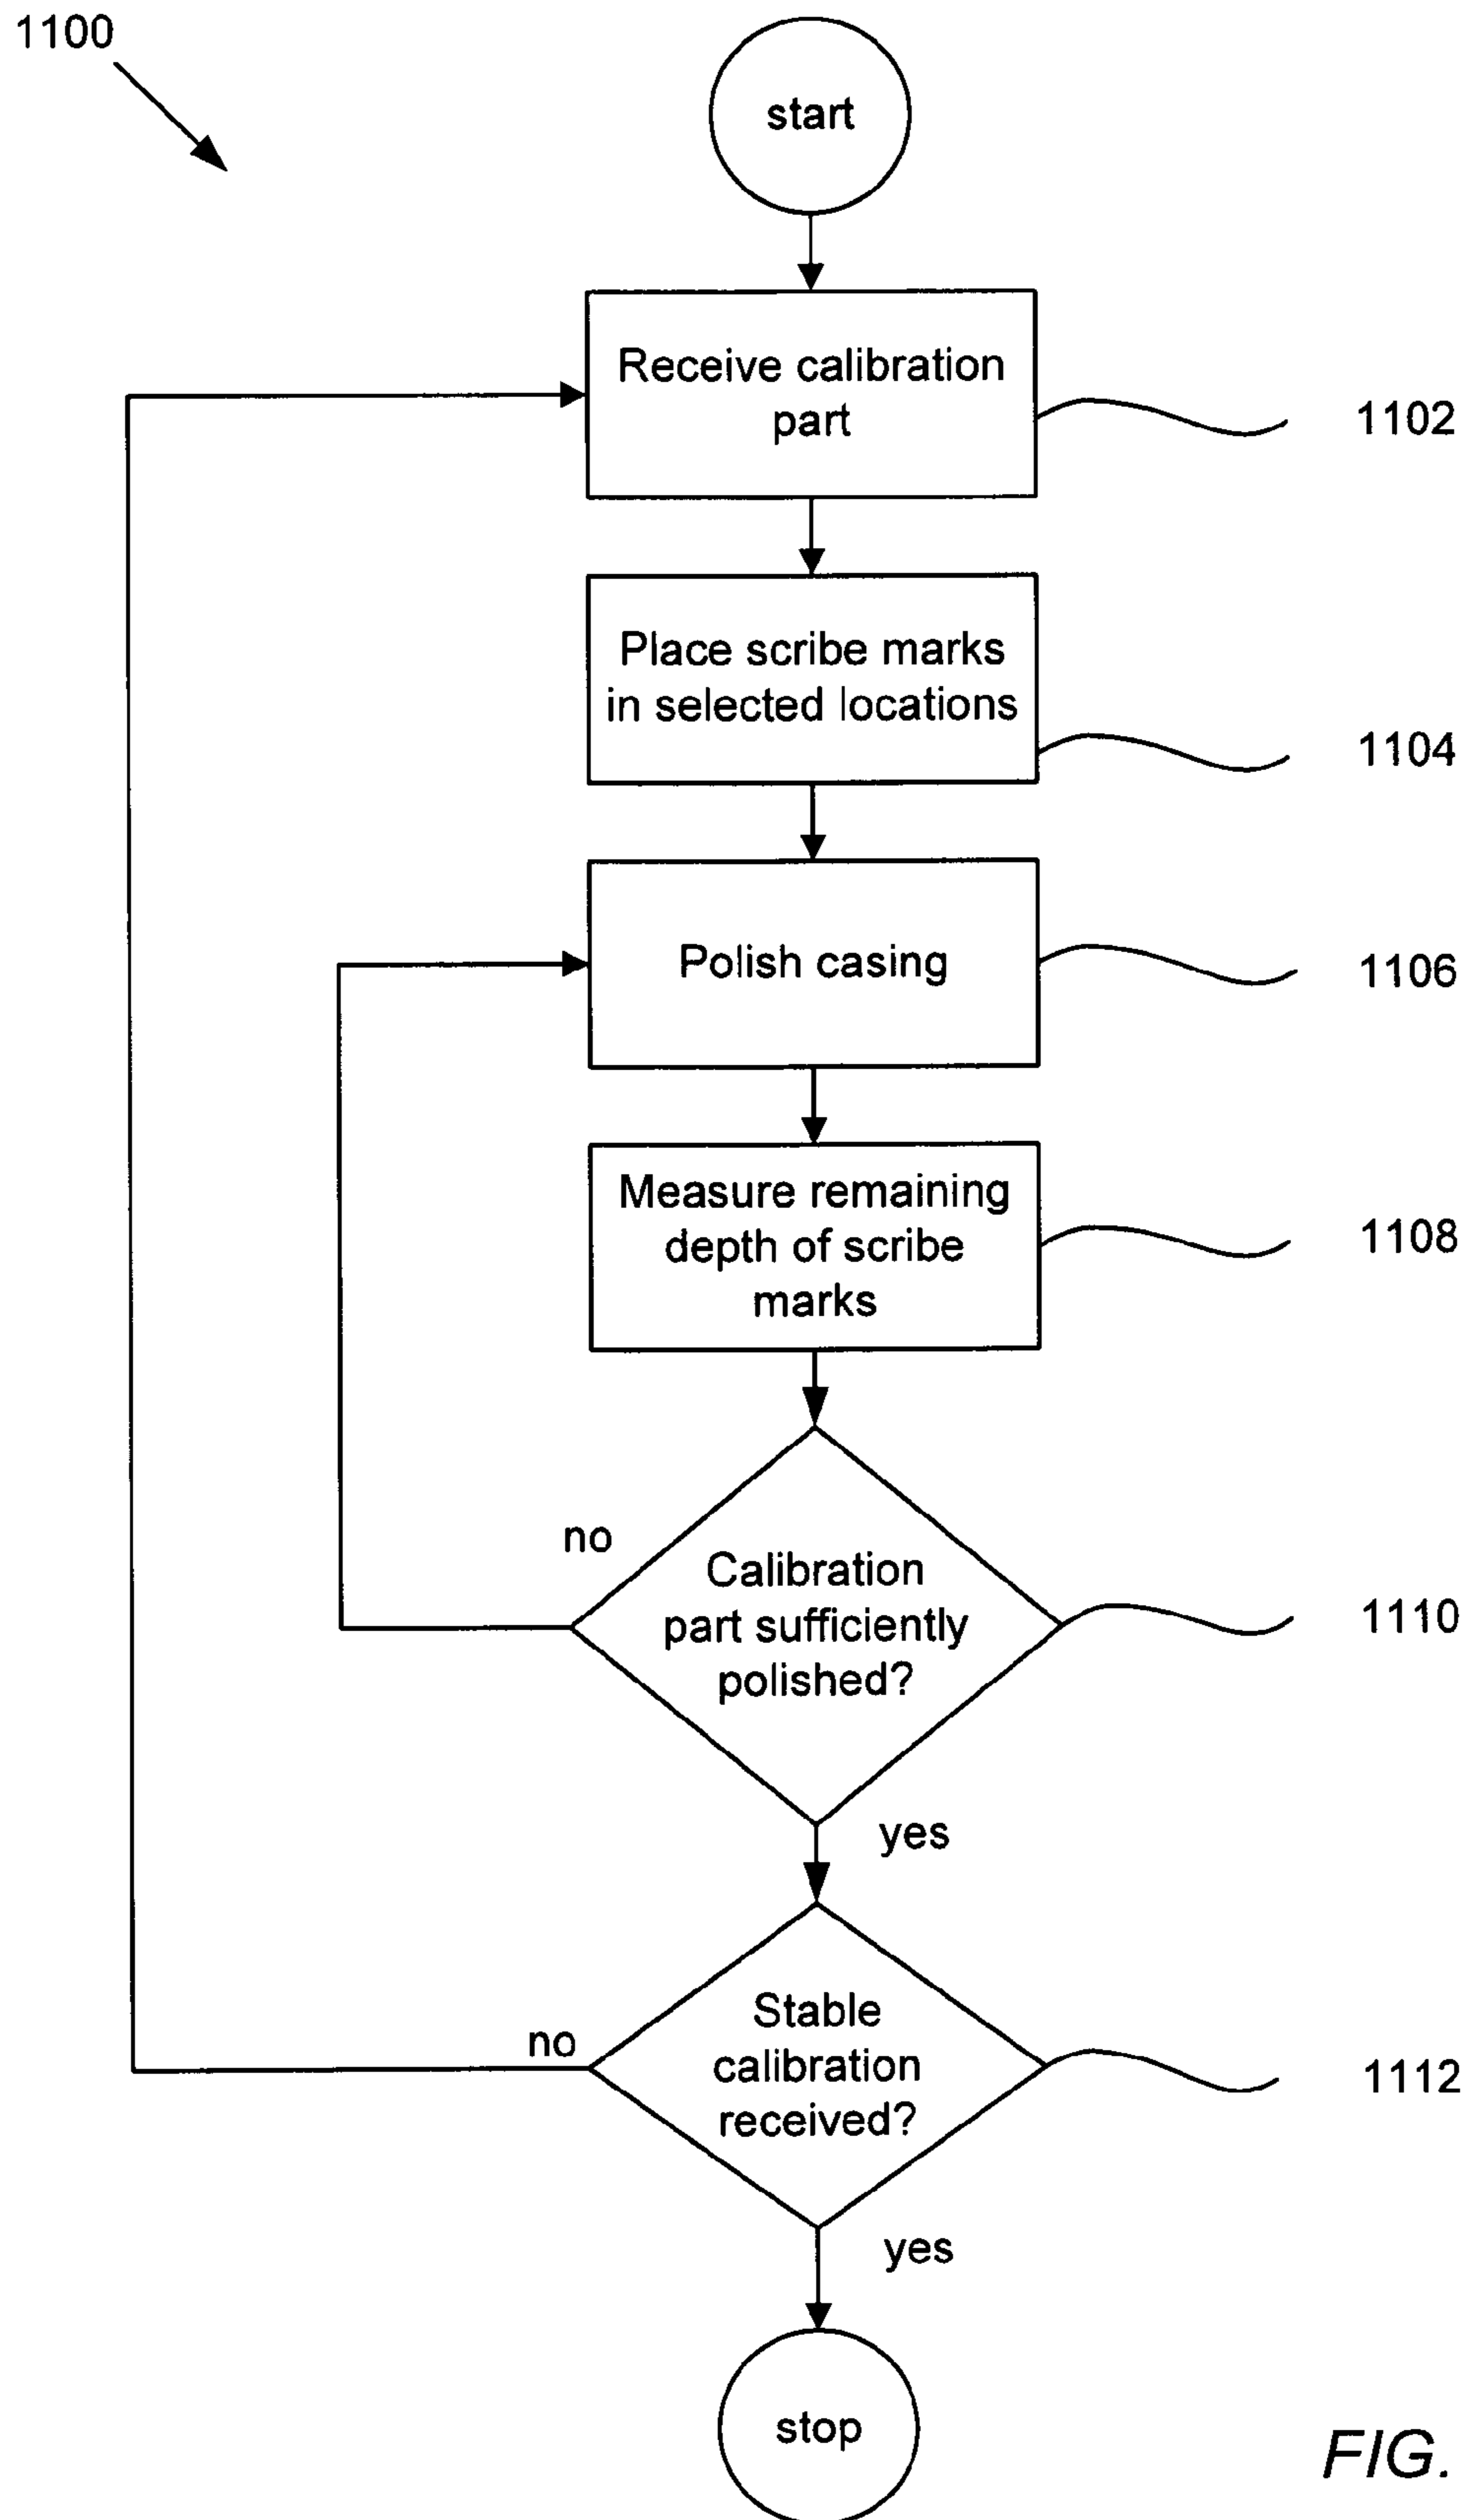 1100
start
Receive calibration
part
1102
Place scribe marks
in selected locations
1104
Polish casing
1106
Measure remaining
depth of scribe
marks
1108
no
Calibration
part sufficiently
polished?
1110
yes
no
Stable
calibration
received?
1112
yes
stop
FIG.